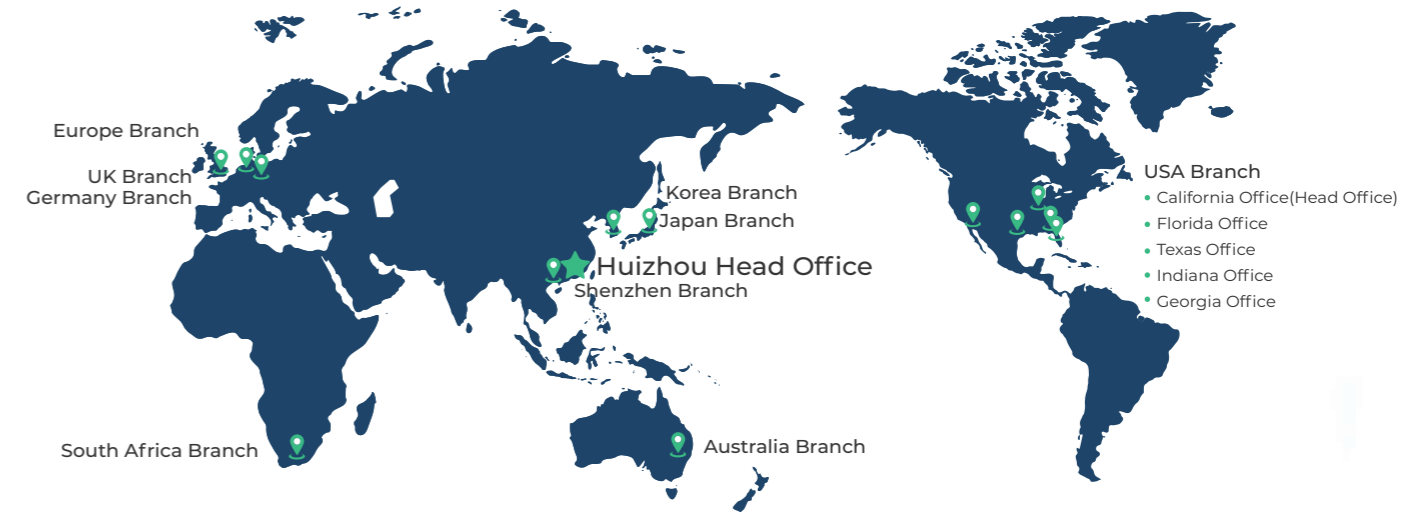 Europe Branch
UK Branch
Germany Branch
South Africa Branch
Korea Branch
Japan Branch
Huizhou Head Office
Shenzhen Branch
Australia Branch
USA Branch
California Office(Head Office)
Florida Office
Texas Office
Indiana Office
Georgia Office